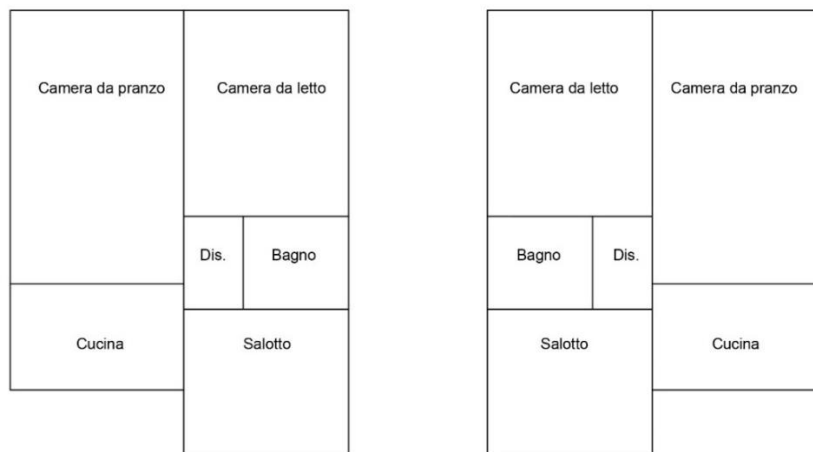 Camera da pranzo
Camera da letto
Camera da letto
Camera da pranzo
Dis.
Bagno
Bagno
Dis.
Cucina
Salotto
Salotto
Cucina